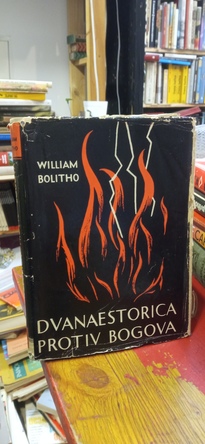 WILLIAM
BOLITHO
DVANAESTORICA
PROTIV BOGOVA